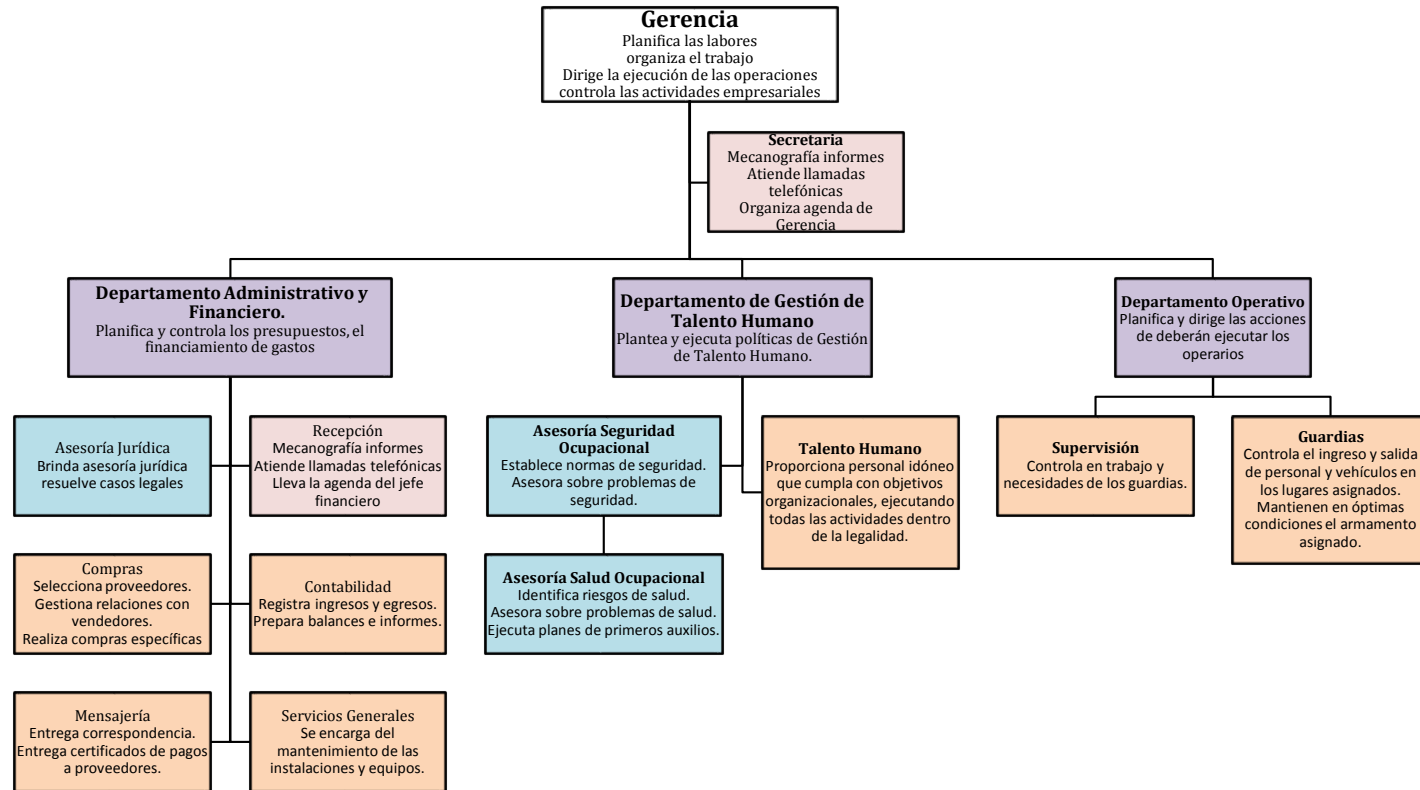 Gerencia
Planifica las labores
organiza el trabajo
Dirige la ejecución de las operaciones
controla las actividades empresariales
Secretaria
Mecanografía informes
Atiende llamadas
telefónicas
Organiza agenda de
Gerencia
Departamento Administrativo y
Financiero.
Planifica y controla los presupuestos, el
financiamiento de gastos
Departamento de Gestión de
Talento Humano
Plantea y ejecuta políticas de Gestión
de Talento Humano.
Departamento Operativo
Planifica y dirige las acciones
de deberán ejecutar los
operarios
Asesoría Jurídica
Brinda asesoría jurídica
resuelve casos legales
Recepción
Mecanografía informes
Atiende llamadas telefónicas
Lleva la agenda del jefe
financiero
Asesoría Seguridad
Ocupacional
Establece normas de seguridad.
Asesora sobre problemas de
seguridad.
Talento Humano
Proporciona personal idóneo
que cumpla con objetivos
organizacionales, ejecutando
todas las actividades dentro
de la legalidad.
Supervisión
Controla en trabajo y
necesidades de los guardias.
Guardias
Controla el ingreso y salida
de personal y vehículos en
los lugares asignados.
Mantienen en óptimas
condiciones el armamento
asignado.
Compras
Selecciona proveedores.
Gestiona relaciones con
vendedores.
Realiza compras específicas
Contabilidad
Registra ingresos y egresos.
Prepara balances e informes.
Asesoría Salud Ocupacional
Identifica riesgos de salud.
Asesora sobre problemas de salud.
Ejecuta planes de primeros auxilios.
Mensajería
Entrega correspondencia.
Entrega certificados de pagos
a proveedores.
Servicios Generales
Se encarga del
mantenimiento de las
instalaciones y equipos.